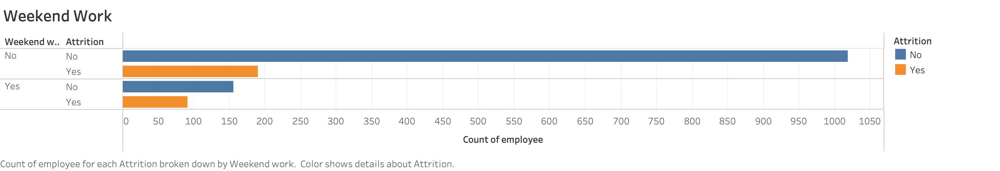 Weekend Work
Weekend w.. Attrition
No No
Yes
Yes No
Yes
0 50 100 150 200 250 300 350 400 450 500 550 600 650 700 750 800 850 900 950 1000 1050
Count of employee
Attrition
No
Yes
Count of employee for each Attrition broken down by Weekend work. Color shows details about Attrition.